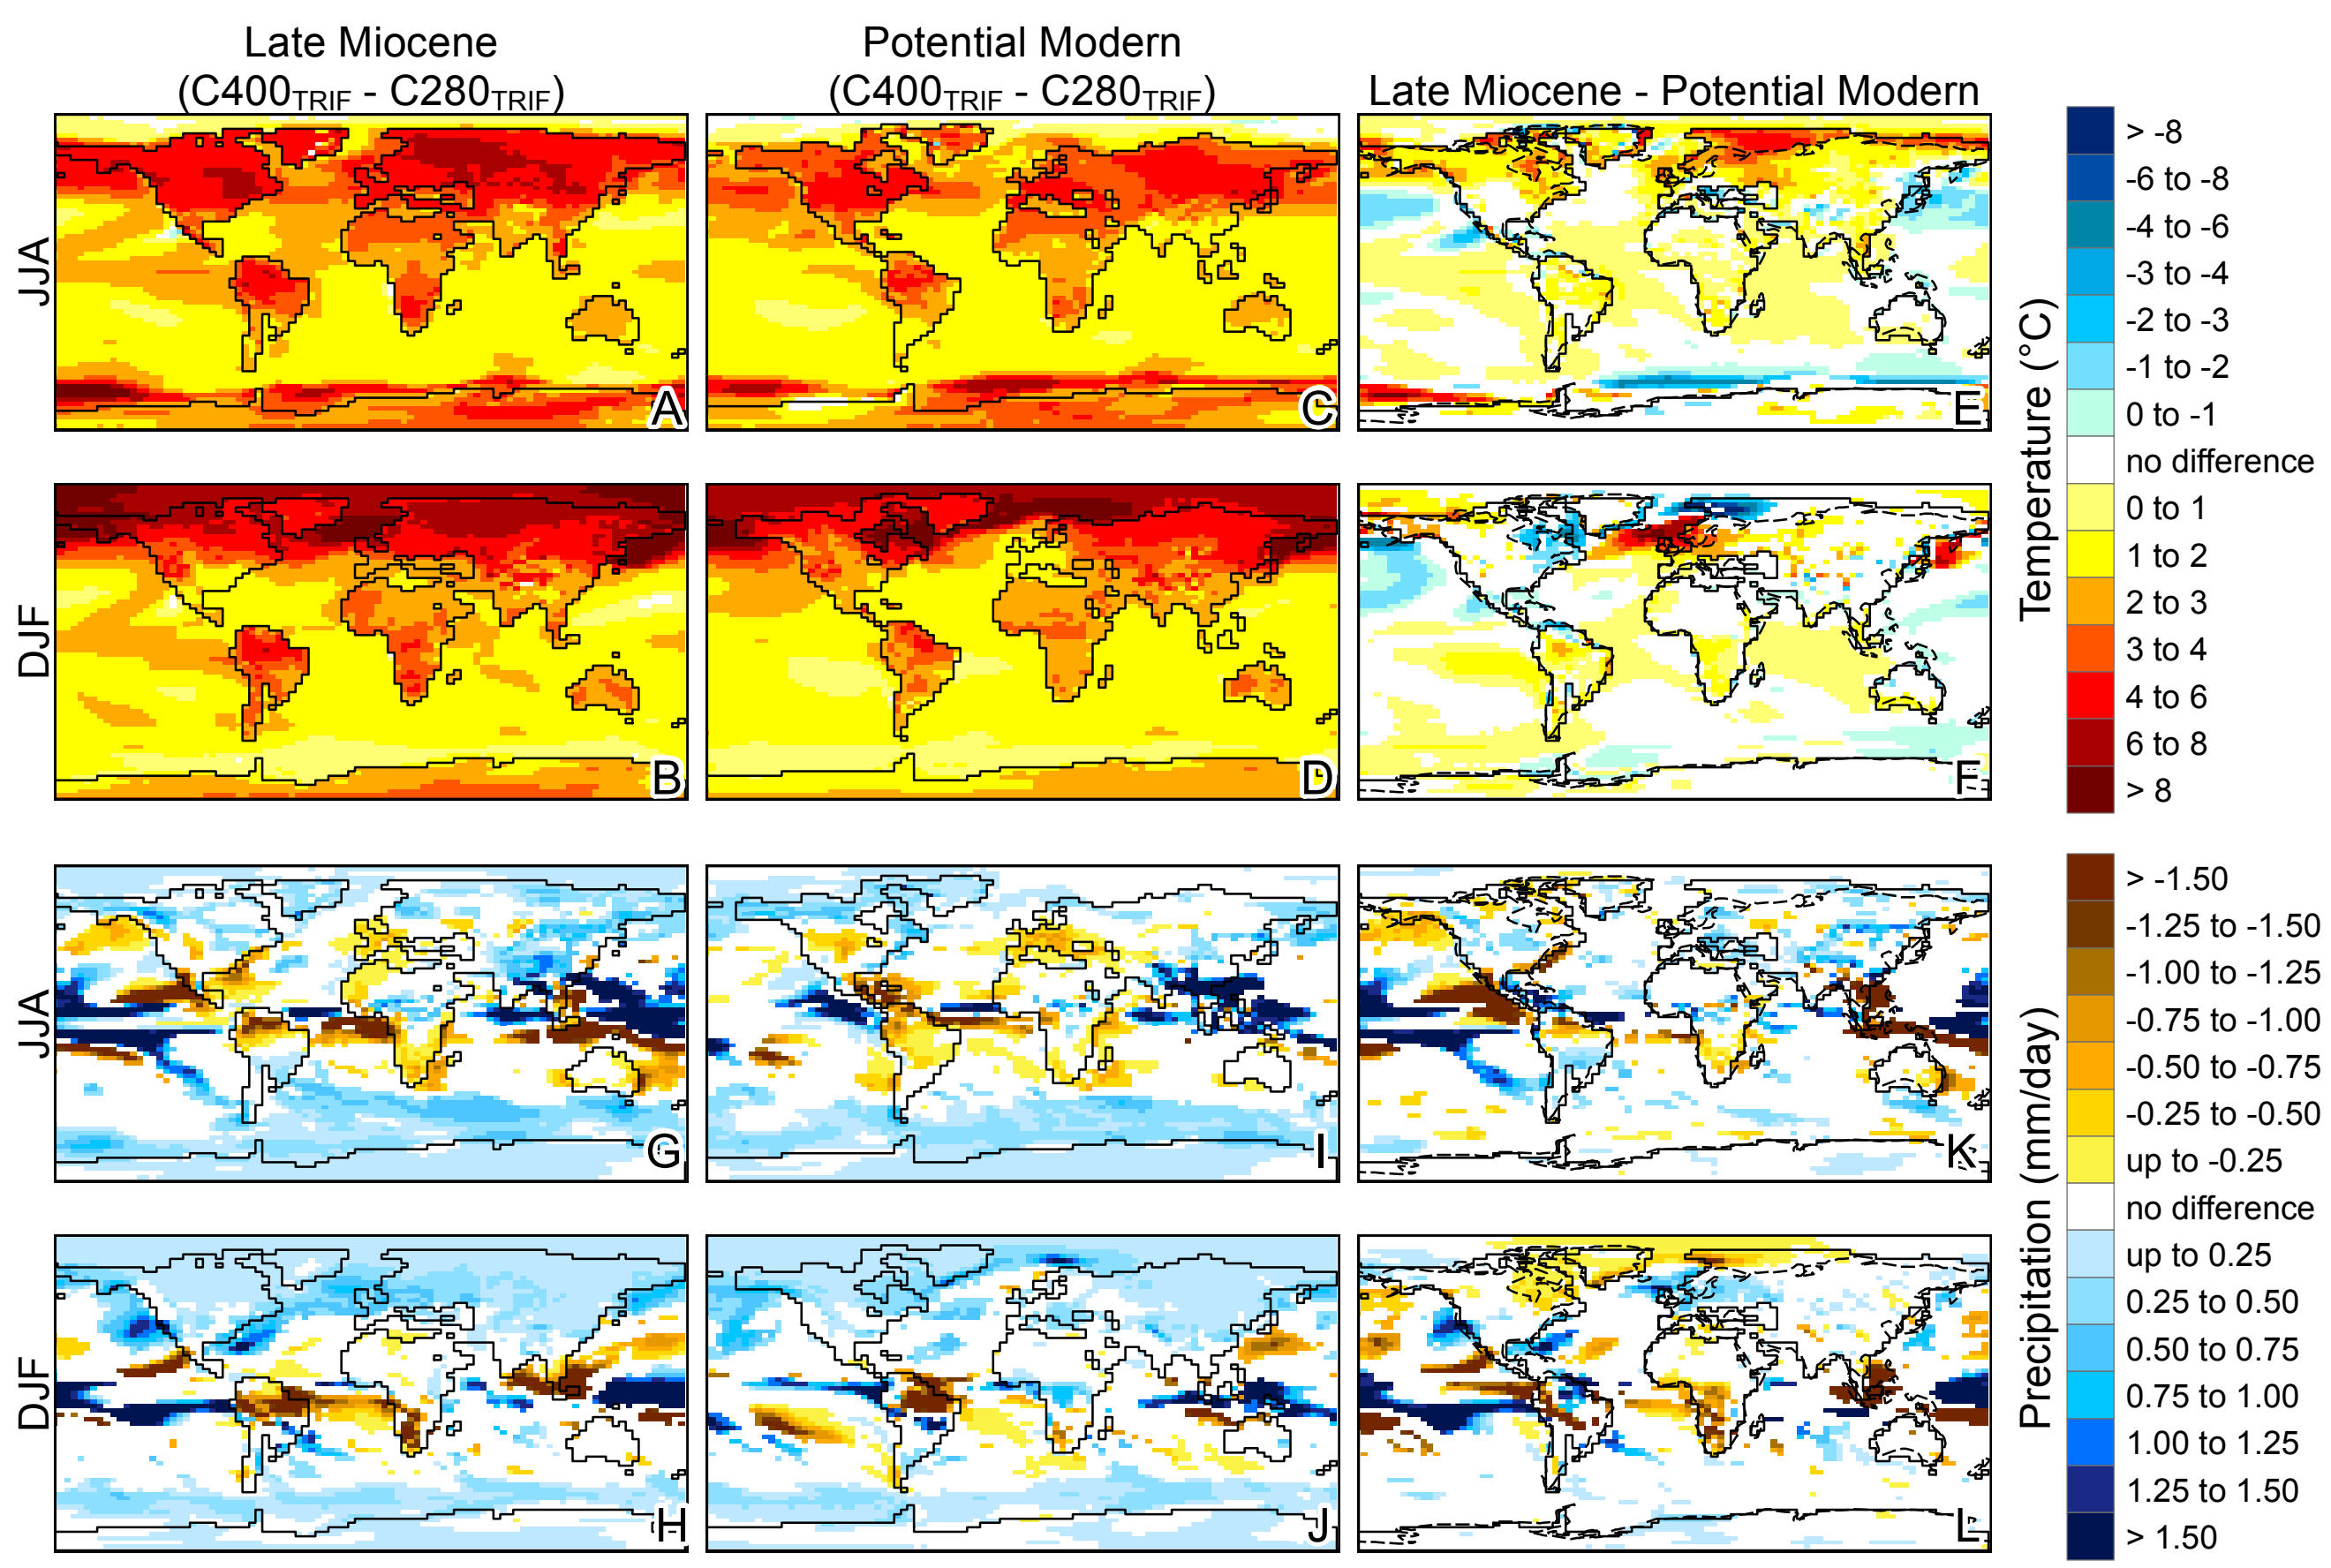 Late Miocene
(C400TRIF - C280TRIF)
Potential Modern
(C400TRIF - C280TRIF)
Late Miocene - Potential Modern
JJA
A
C
E
DJF
B
D
F
JJA
G
I
K
DJF
H
J
L
Temperature (°C)
> -8
-6 to -8
-4 to -6
-3 to -4
-2 to -3
-1 to -2
0 to -1
no difference
0 to 1
1 to 2
2 to 3
3 to 4
4 to 6
6 to 8
> 8
Precipitation (mm/day)
> -1.50
-1.25 to -1.50
-1.00 to -1.25
-0.75 to -1.00
-0.50 to -0.75
-0.25 to -0.50
up to -0.25
no difference
up to 0.25
0.25 to 0.50
0.50 to 0.75
0.75 to 1.00
1.00 to 1.25
1.25 to 1.50
> 1.50